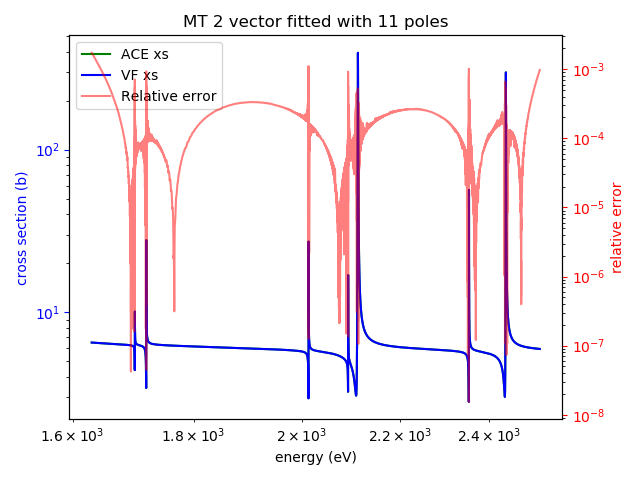 MT 2 vector fitted with 11 poles
ACE xs
VF xs
Relative error
cross section (b)
10²
10¹
relative error
10⁻³
10⁻⁴
10⁻⁵
10⁻⁶
10⁻⁷
10⁻⁸
1.6 × 10³ 1.8 × 10³ 2 × 10³ 2.2 × 10³ 2.4 × 10³
energy (eV)